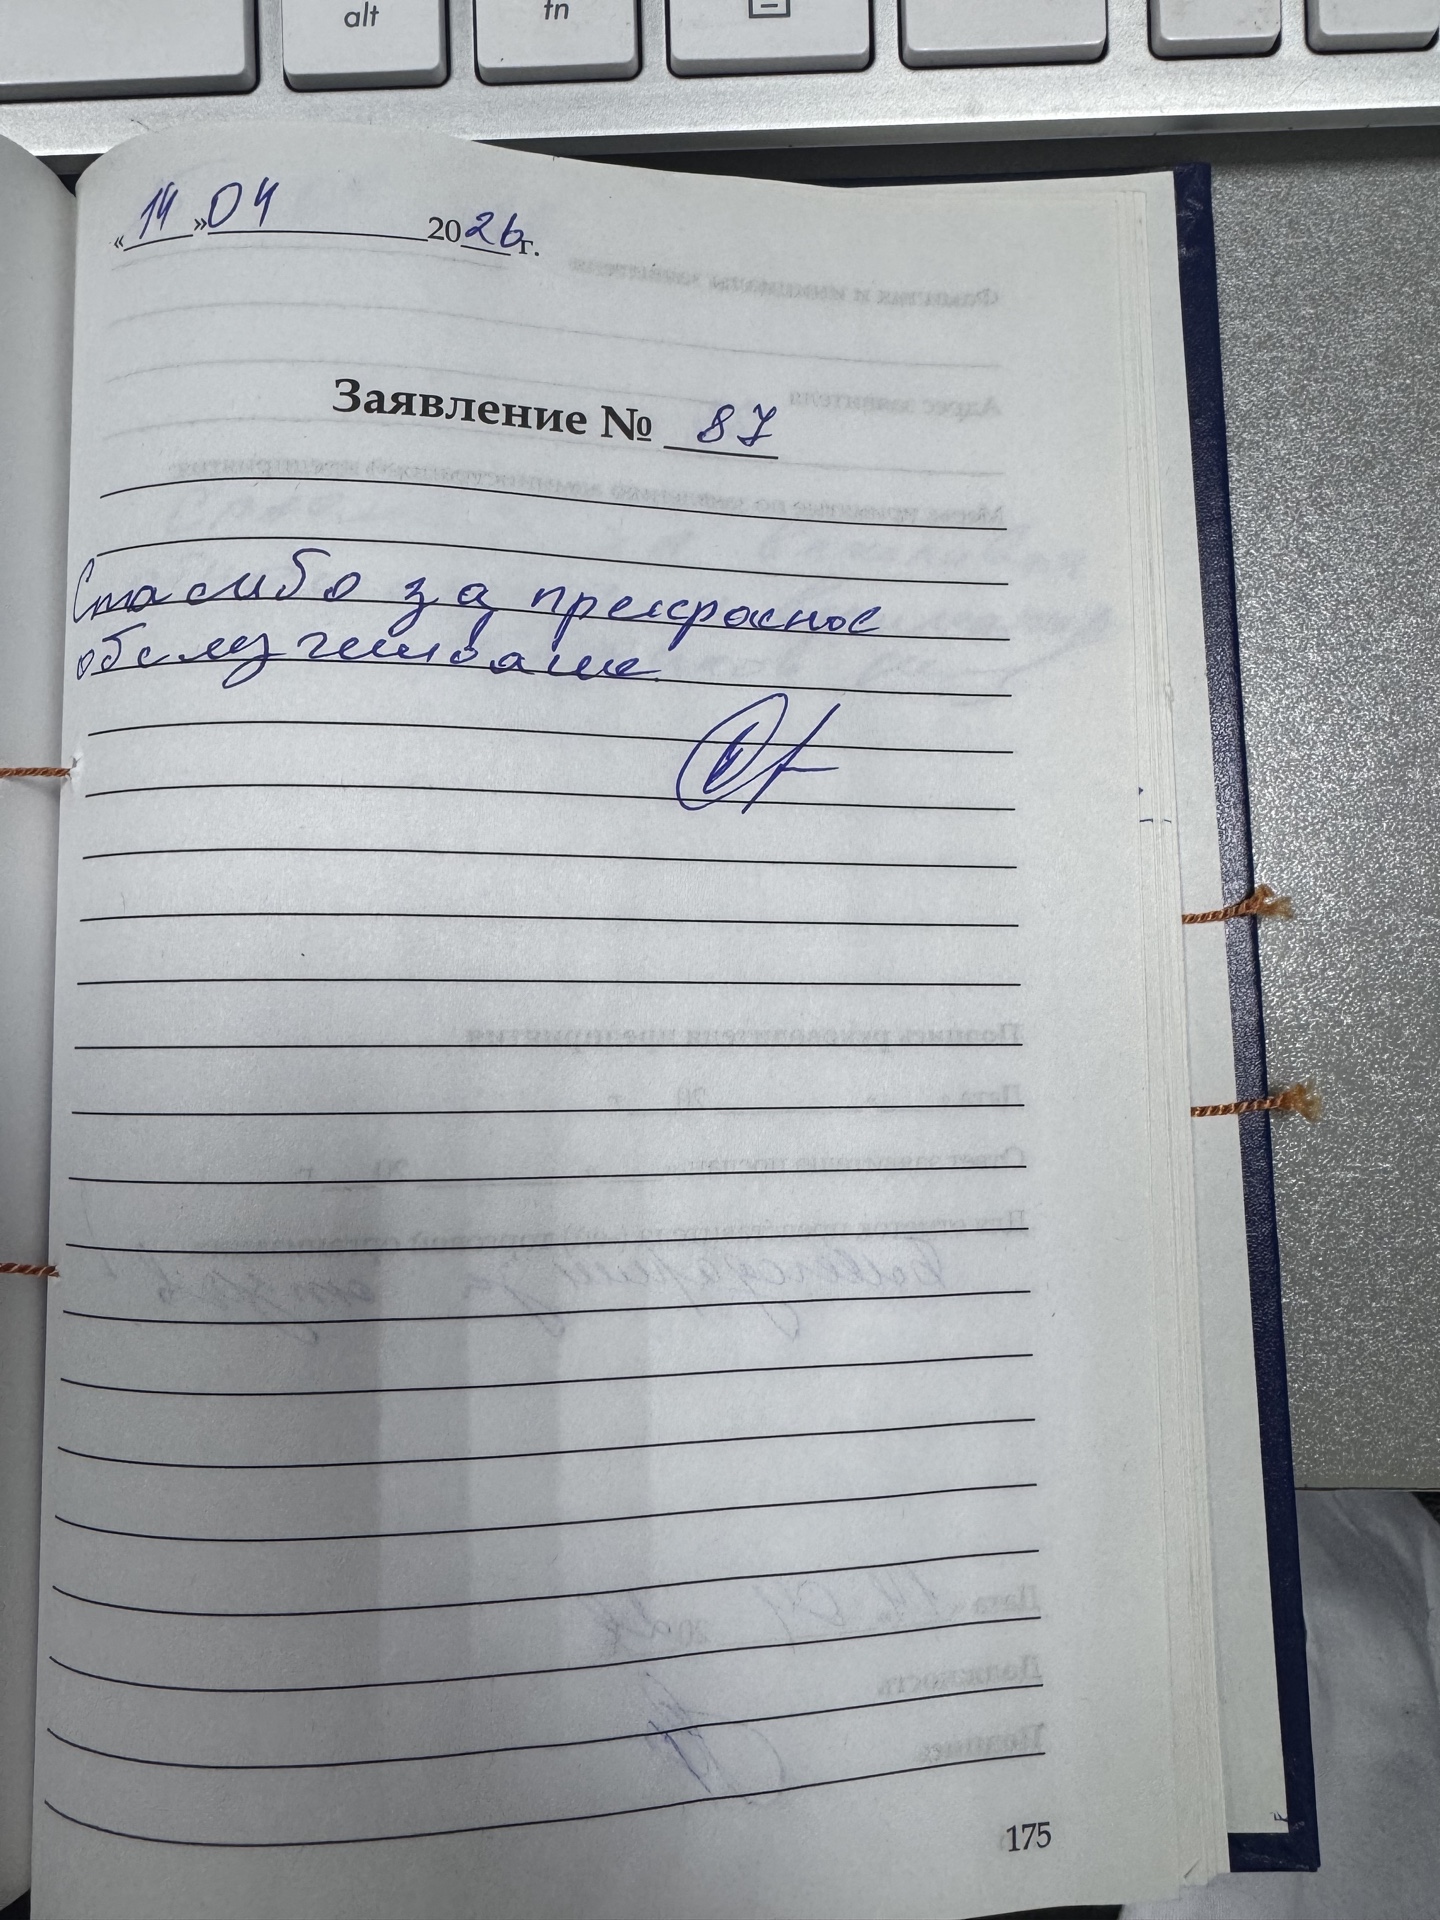 alt
fn
«14» 04 2026 г.
Заявление № 87
Спасибо за прекрасное
обслуживание
175